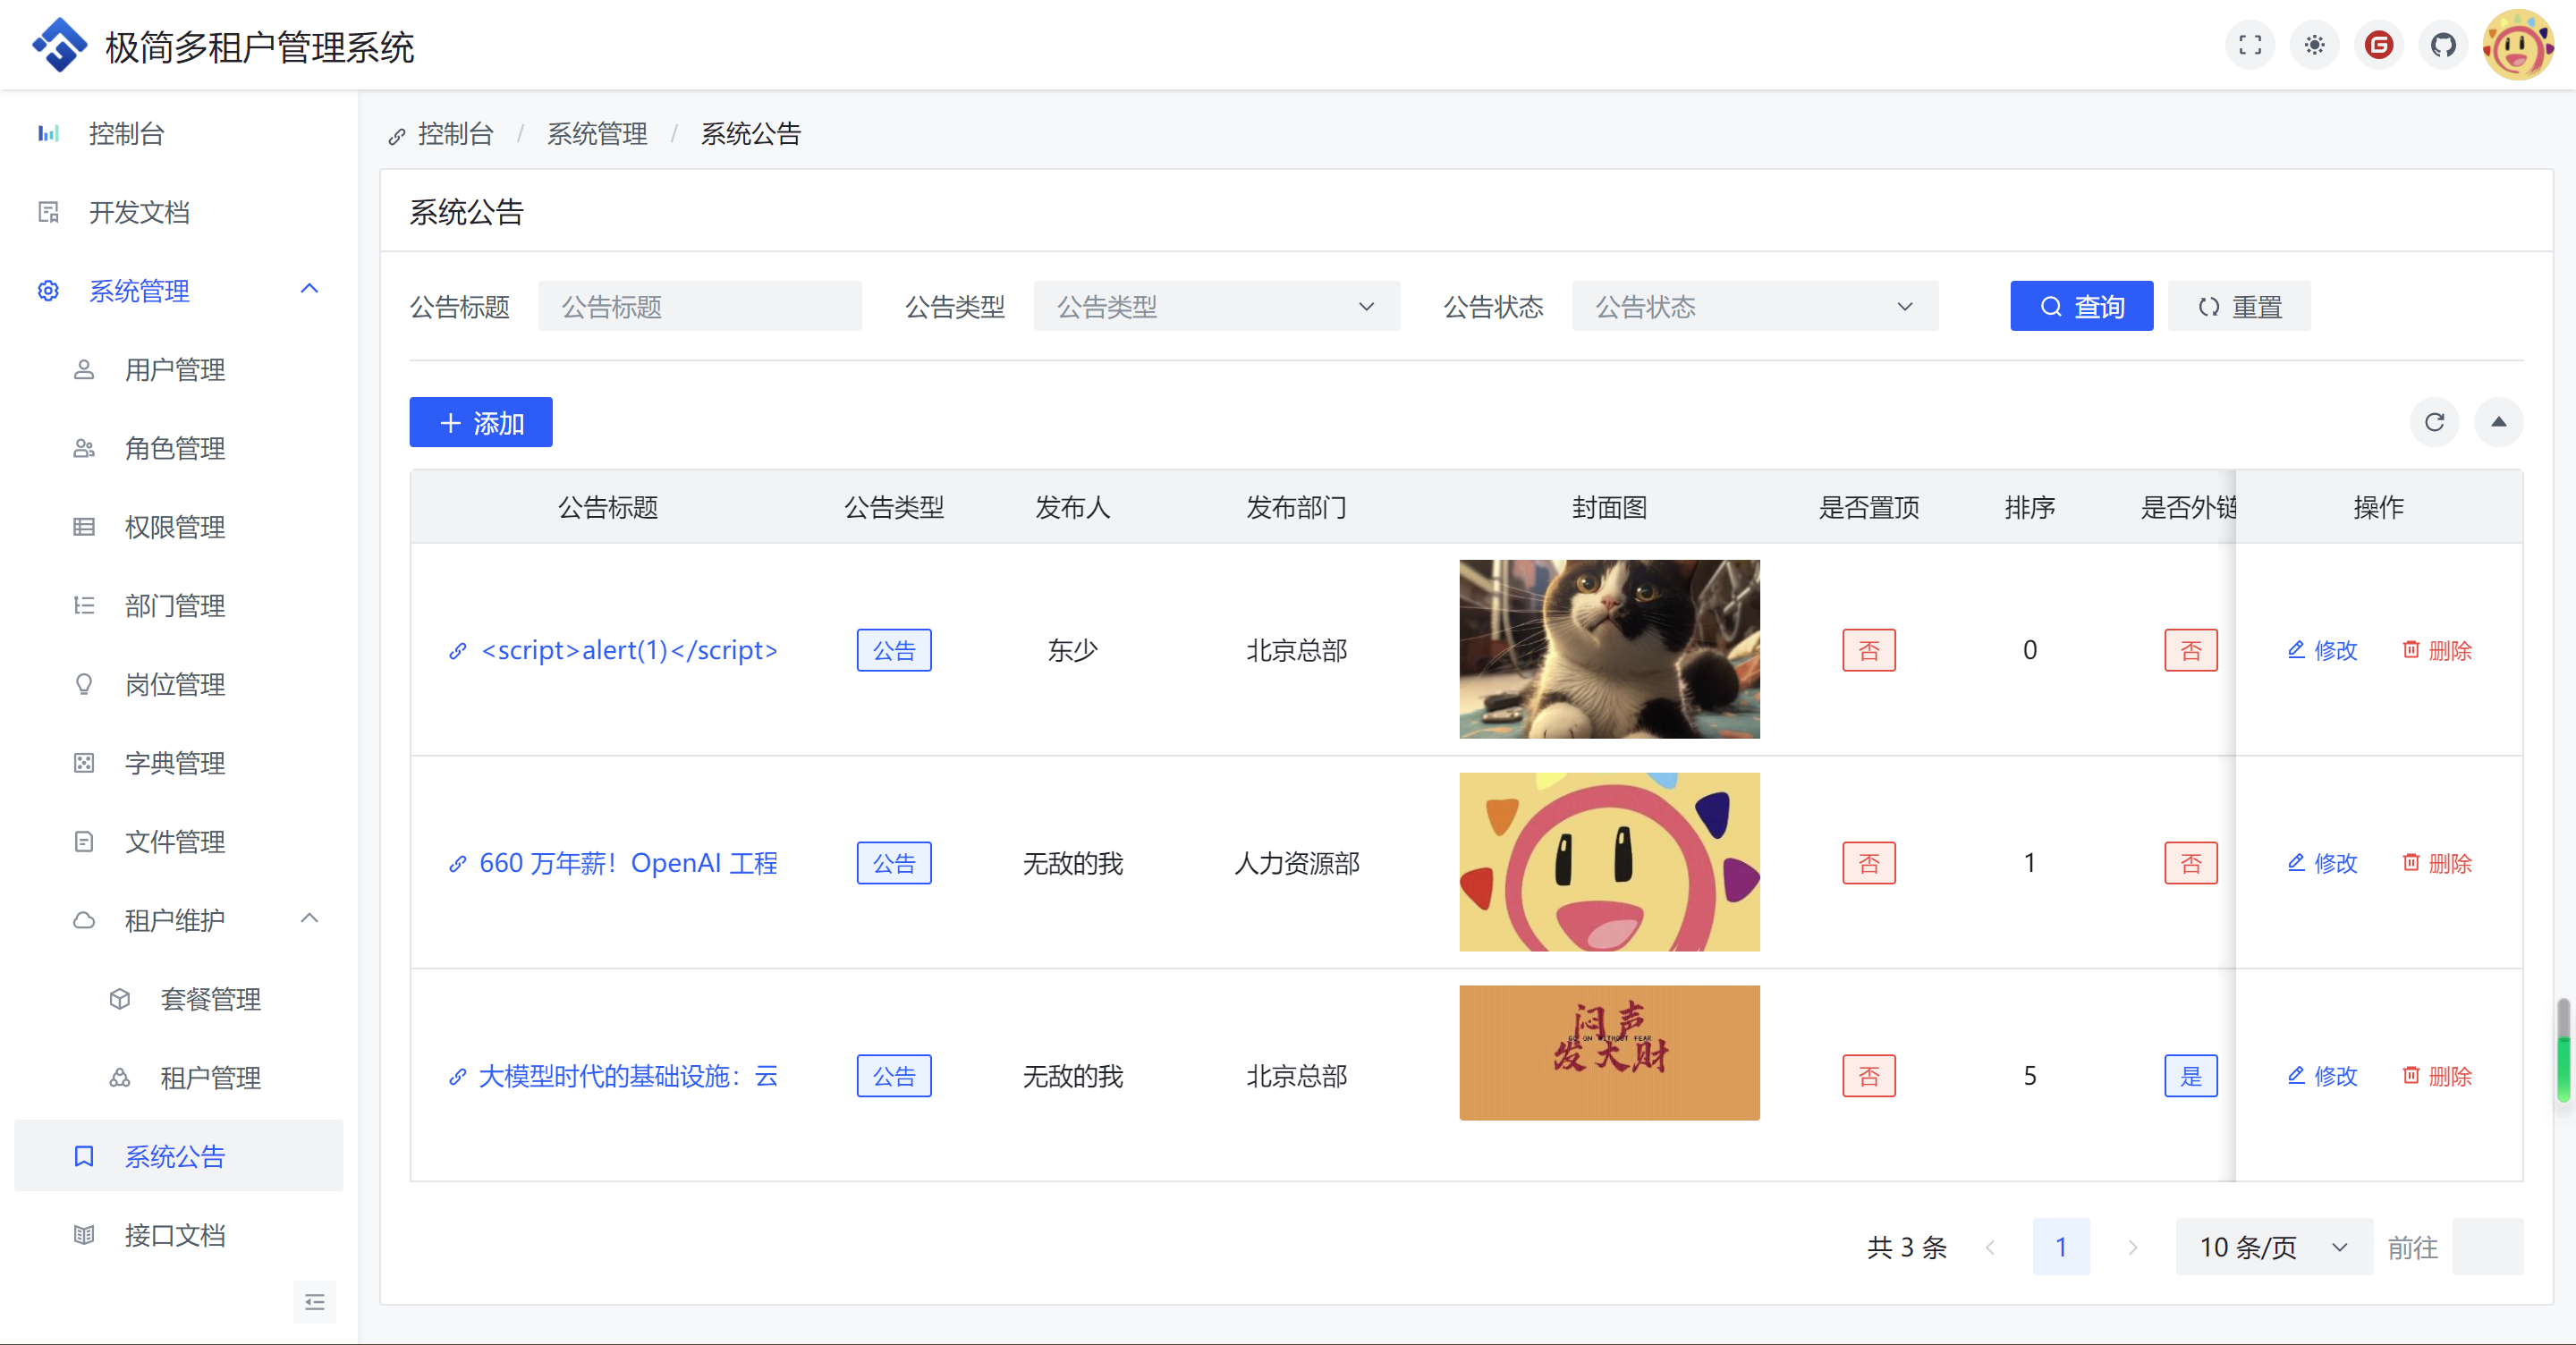 极简多租户管理系统
控制台
开发文档
系统管理
用户管理
角色管理
权限管理
部门管理
岗位管理
字典管理
文件管理
租户维护
套餐管理
租户管理
系统公告
接口文档
控制台 / 系统管理 / 系统公告
系统公告
公告标题 公告标题 公告类型 公告类型 公告状态 公告状态 查询 重置
添加
公告标题 公告类型 发布人 发布部门 封面图 是否置顶 排序 是否外链 操作
<script>alert(1)</script> 公告 东少 北京总部 否 0 否 修改 删除
660 万年薪！OpenAI 工程 公告 无敌的我 人力资源部 否 1 否 修改 删除
闷声
GO ON WITHOUT FEAR
发大财
大模型时代的基础设施：云 公告 无敌的我 北京总部 否 5 是 修改 删除
共 3 条 1 10 条/页 前往